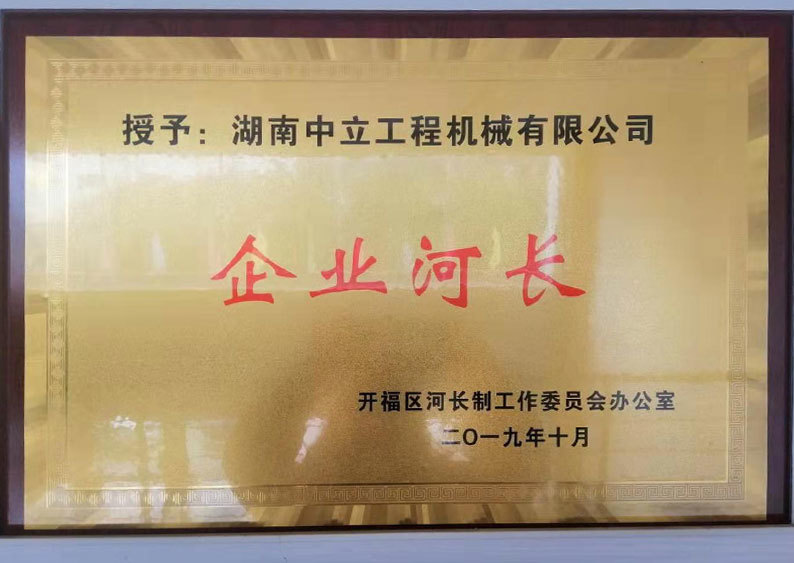 授予：湖南中立工程机械有限公司
企业河长
开福区河长制工作委员会办公室
二〇一九年十月